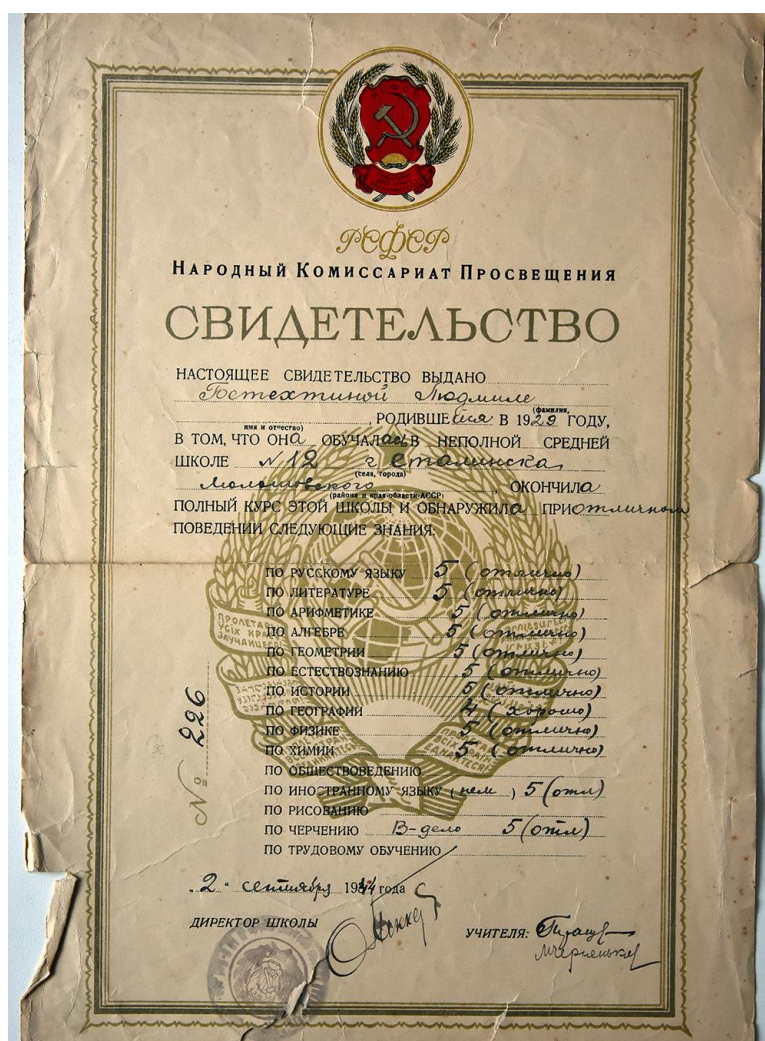 РСФСР
НАРОДНЫЙ КОМИССАРИАТ ПРОСВЕЩЕНИЯ
СВИДЕТЕЛЬСТВО
НАСТОЯЩЕЕ СВИДЕТЕЛЬСТВО ВЫДАНО
Бетехтиной Людмиле
(фамилия,
, РОДИВШЕЙСЯ В 1929 ГОДУ,
имя и отчество)
В ТОМ, ЧТО ОНА ОБУЧАЛАСЬ В НЕПОЛНОЙ СРЕДНЕЙ
ШКОЛЕ N 12 г. Сталинска,
(села, города)
, ОКОНЧИЛА
(района и края-области-АССР)
ПОЛНЫЙ КУРС ЭТОЙ ШКОЛЫ И ОБНАРУЖИЛА ПРИ отличном
ПОВЕДЕНИИ СЛЕДУЮЩИЕ ЗНАНИЯ:
ПО РУССКОМУ ЯЗЫКУ 5 (отлично)
ПО ЛИТЕРАТУРЕ 5 (отлично)
ПО АРИФМЕТИКЕ 5 (отлично)
ПО АЛГЕБРЕ 5 (отлично)
ПО ГЕОМЕТРИИ 5 (отлично)
ПО ЕСТЕСТВОЗНАНИЮ 5 (отлично)
ПО ИСТОРИИ 5 (отлично)
ПО ГЕОГРАФИИ 4 (хорошо)
ПО ФИЗИКЕ 5 (отлично)
ПО ХИМИИ 5 (отлично)
ПО ОБЩЕСТВОВЕДЕНИЮ
ПО ИНОСТРАННОМУ ЯЗЫКУ (нем) 5 (отл)
ПО РИСОВАНИЮ
ПО ЧЕРЧЕНИЮ В-дело 5 (отл)
ПО ТРУДОВОМУ ОБУЧЕНИЮ
№ 226
"2" сентября 1944 года
ДИРЕКТОР ШКОЛЫ
УЧИТЕЛЯ: